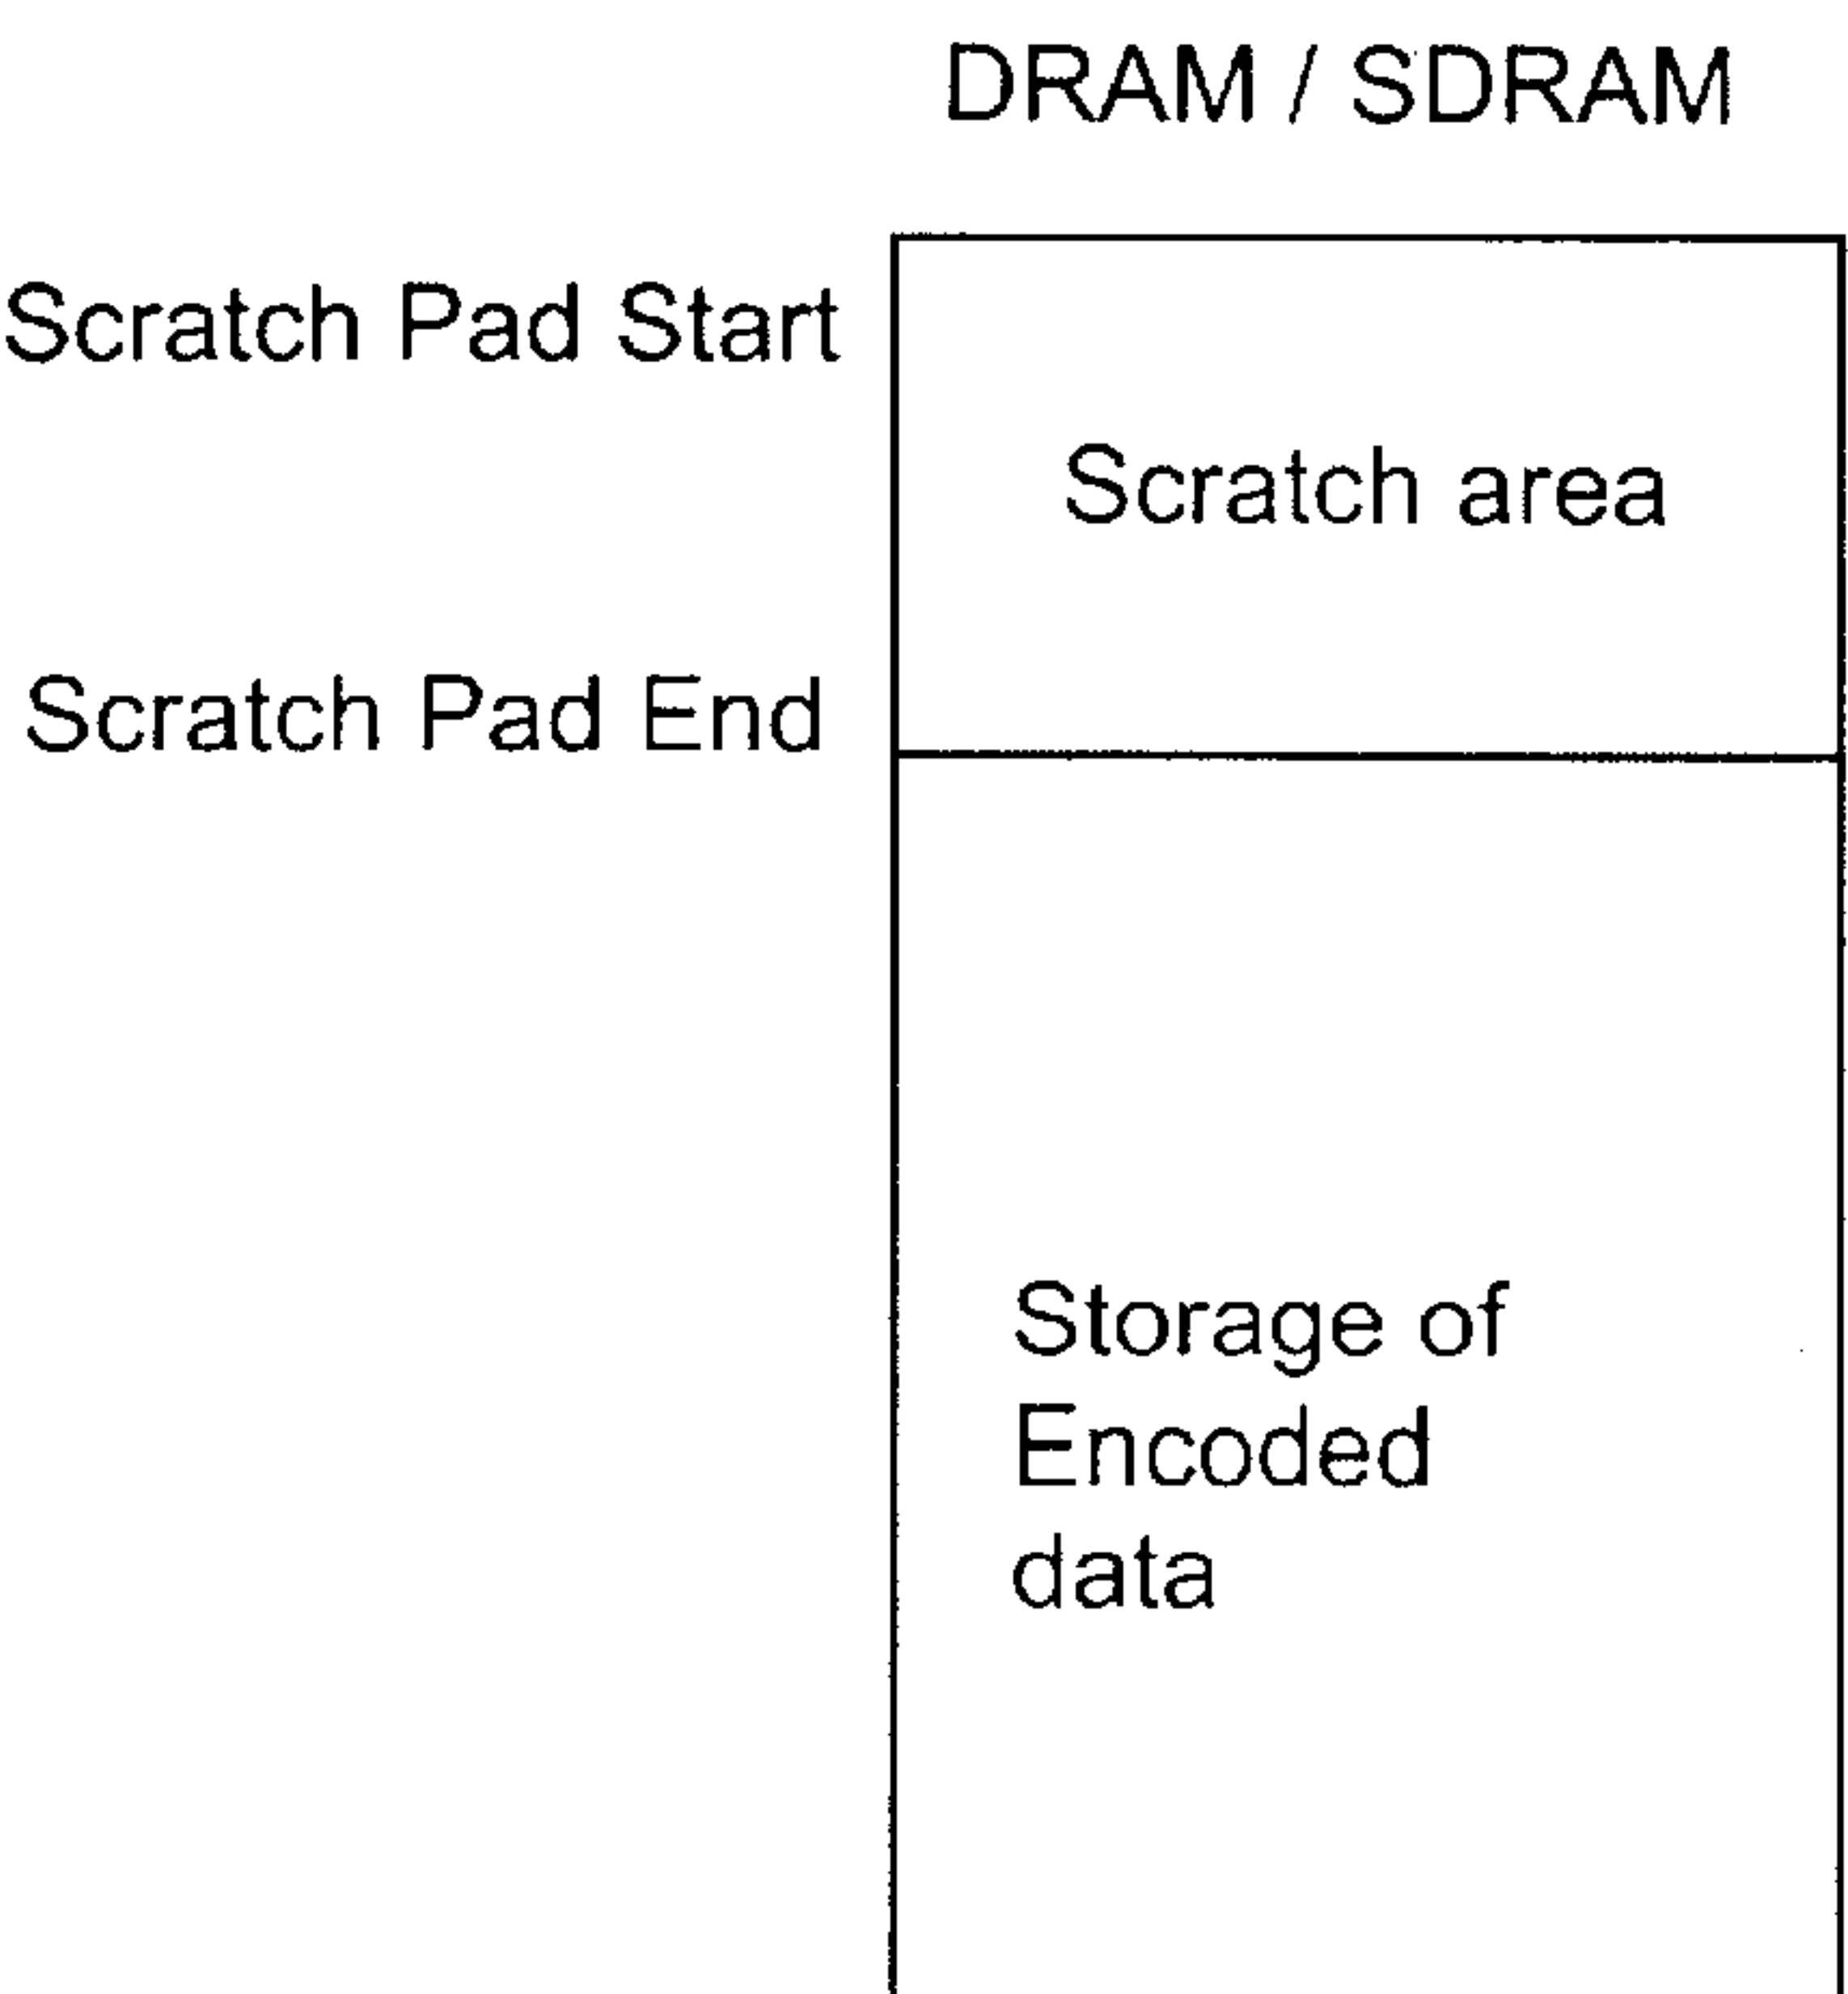 DRAM / SDRAM
Scratch Pad Start
Scratch area
Scratch Pad End
Storage of
Encoded
data